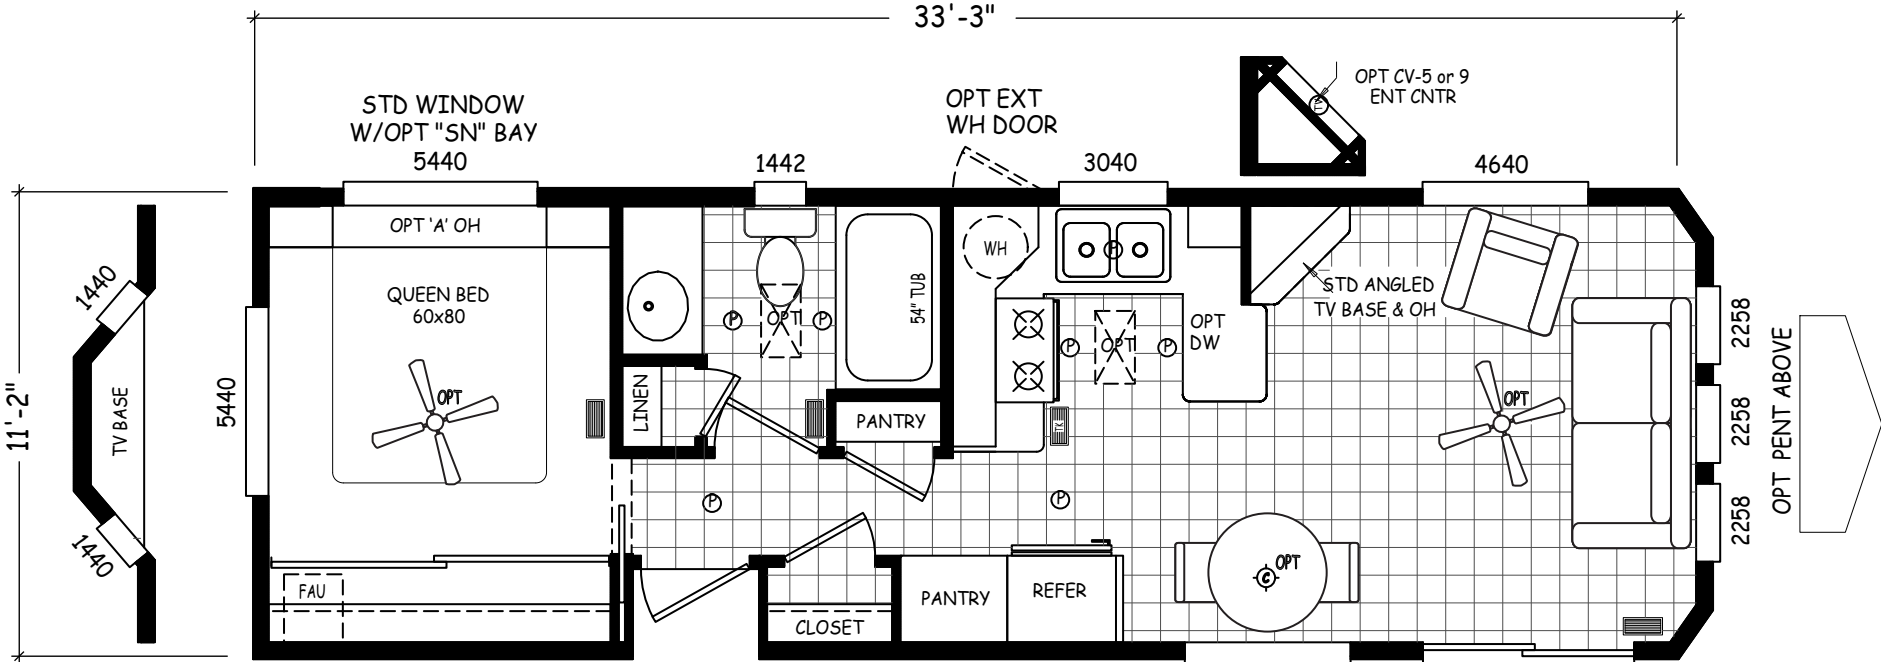 33'-3"
OPT CV-5 or 9
ENT CNTR
TV
STD WINDOW
W/OPT "SN" BAY
5440
1442
OPT EXT
WH DOOR
3040
4640
OPT 'A' OH
QUEEN BED
60x80
OPT
5440
11'-2"
1440
TV BASE
1440
FAU
LINEN
P
OPT
P
54" TUB
PANTRY
WH
P
P
OPT
P
OPT
DW
TK
STD ANGLED
TV BASE & OH
OPT
2258
2258
2258
OPT PENT ABOVE
P
P
CLOSET
PANTRY
REFER
C
OPT